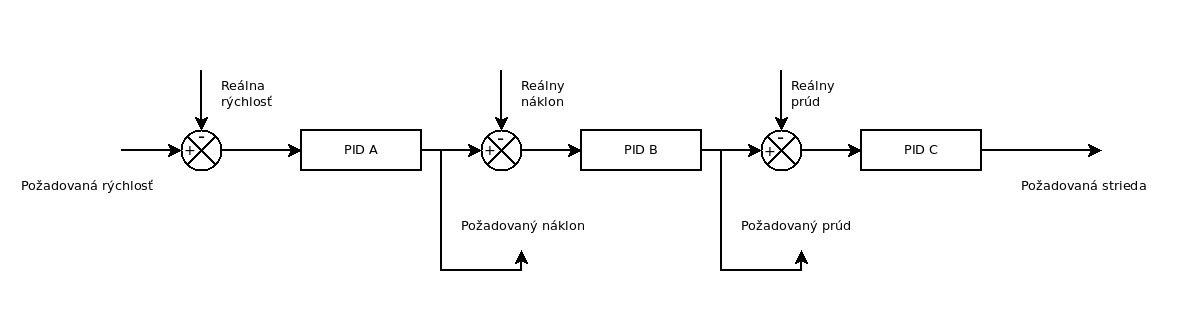 Reálna
rýchlosť
Reálny
náklon
Reálny
prúd
-
+
PID A
-
+
PID B
-
+
PID C
Požadovaná rýchlosť
Požadovaná strieda
Požadovaný náklon
Požadovaný prúd